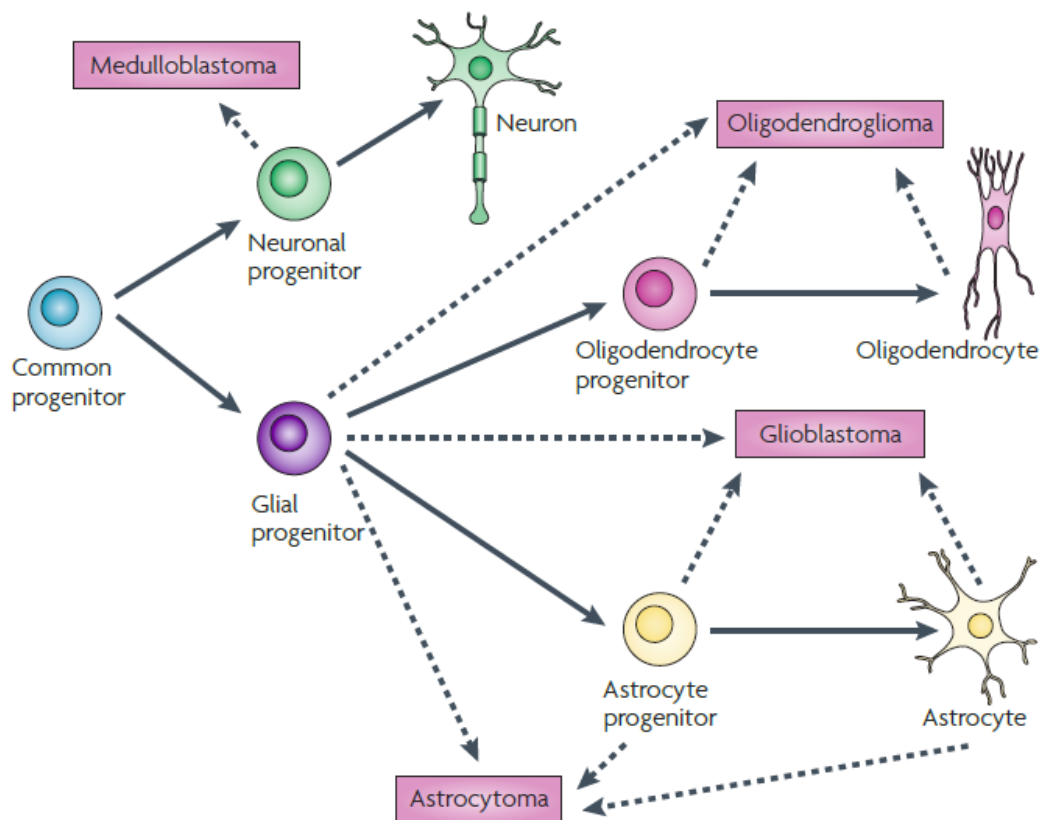 Medulloblastoma
Neuron
Oligodendroglioma
Neuronal
progenitor
Common
progenitor
Oligodendrocyte
progenitor
Oligodendrocyte
Glioblastoma
Glial
progenitor
Astrocyte
progenitor
Astrocyte
Astrocytoma